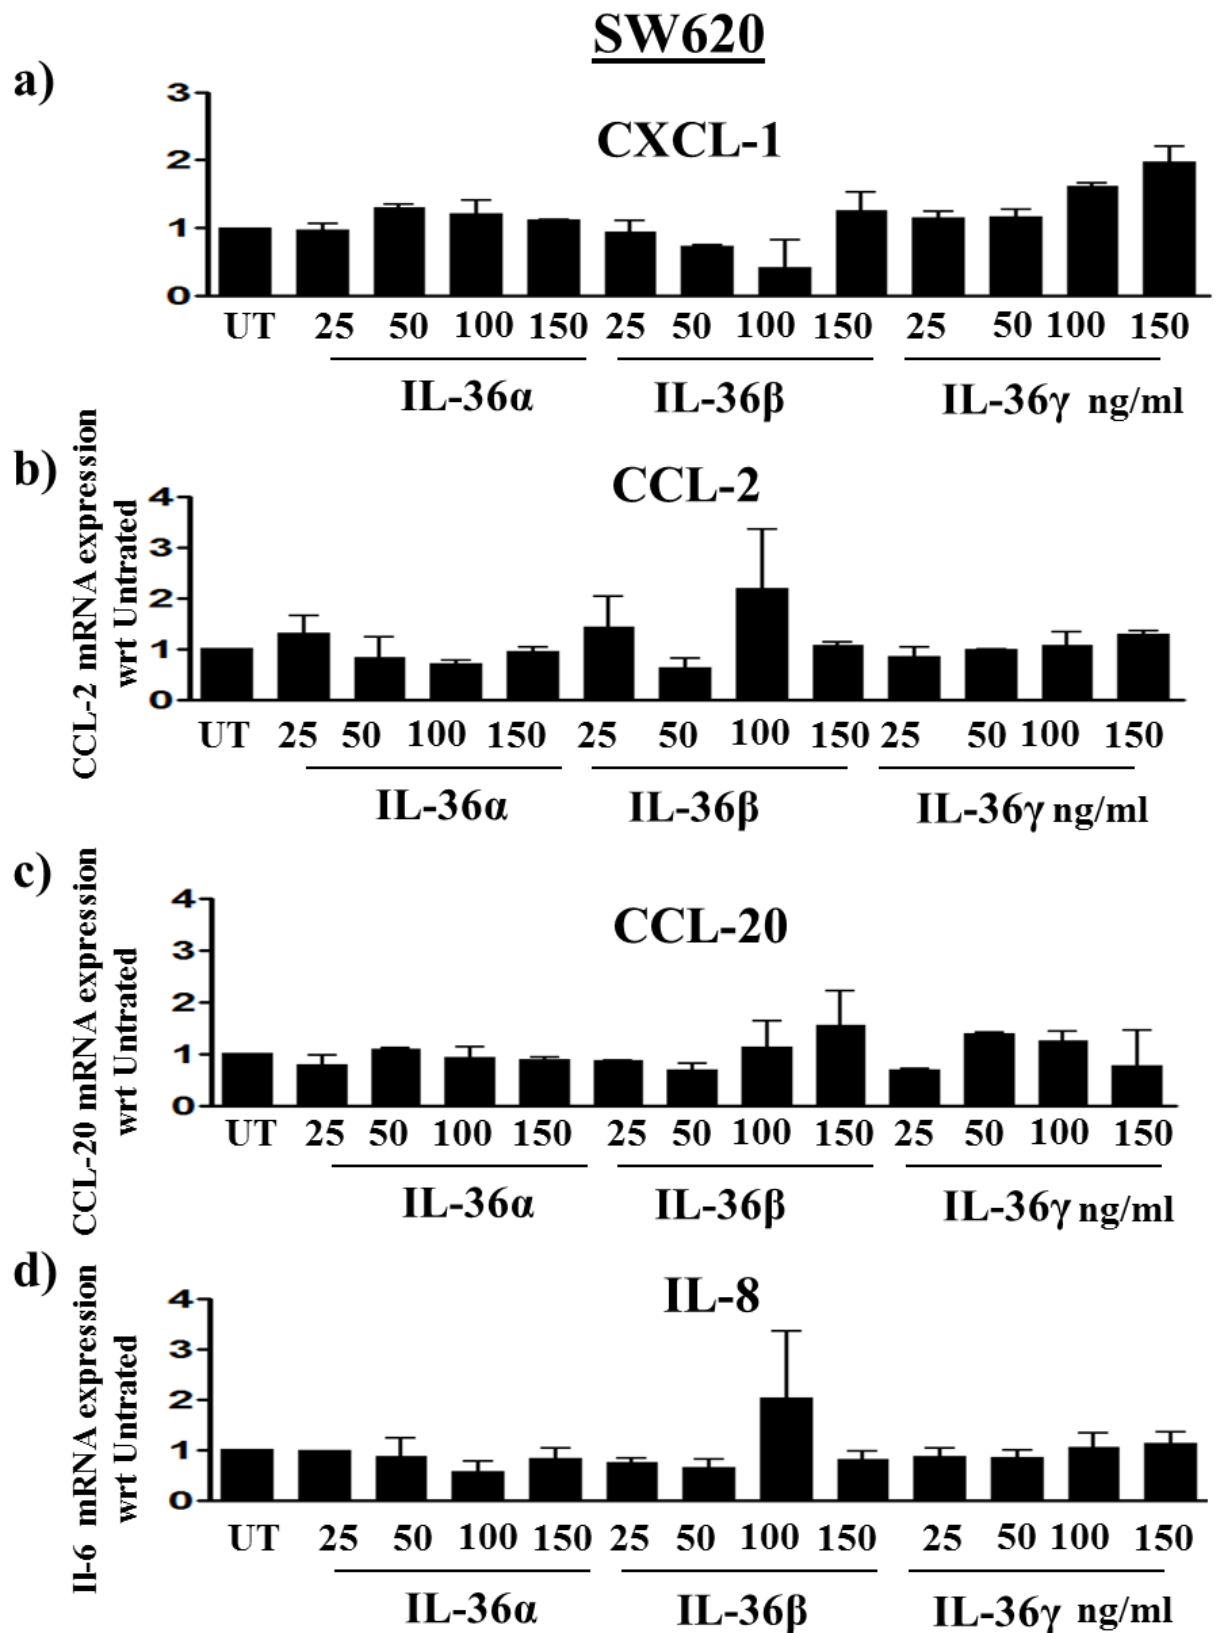 SW620
a)
CXCL-1
3
2
1
0
UT 25 50 100 150 25 50 100 150 25 50 100 150
IL-36α IL-36β IL-36γ ng/ml
b)
CCL-2 mRNA expression
wrt Untrated
CCL-2
4
3
2
1
0
UT 25 50 100 150 25 50 100 150 25 50 100 150
IL-36α IL-36β IL-36γ ng/ml
c)
CCL-20 mRNA expression
wrt Untrated
CCL-20
4
3
2
1
0
UT 25 50 100 150 25 50 100 150 25 50 100 150
IL-36α IL-36β IL-36γ ng/ml
d)
Il-6 mRNA expression
wrt Untrated
IL-8
4
3
2
1
0
UT 25 50 100 150 25 50 100 150 25 50 100 150
IL-36α IL-36β IL-36γ ng/ml